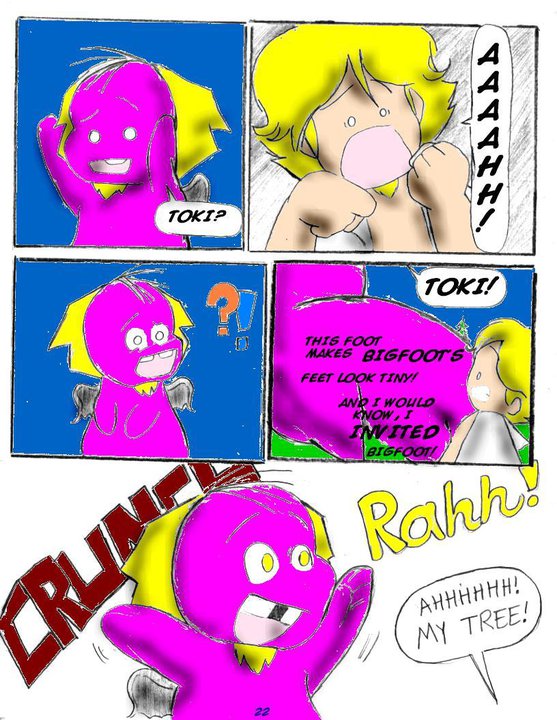 TOKI?
AAAAAHH!
?!
TOKI!
THIS FOOT
MAKES BIGFOOT'S
FEET LOOK TINY!
AND I WOULD
KNOW, I
INVITED
BIGFOOT!
CRUNCH
Rahh!
AHHHHHH!
MY TREE!
22